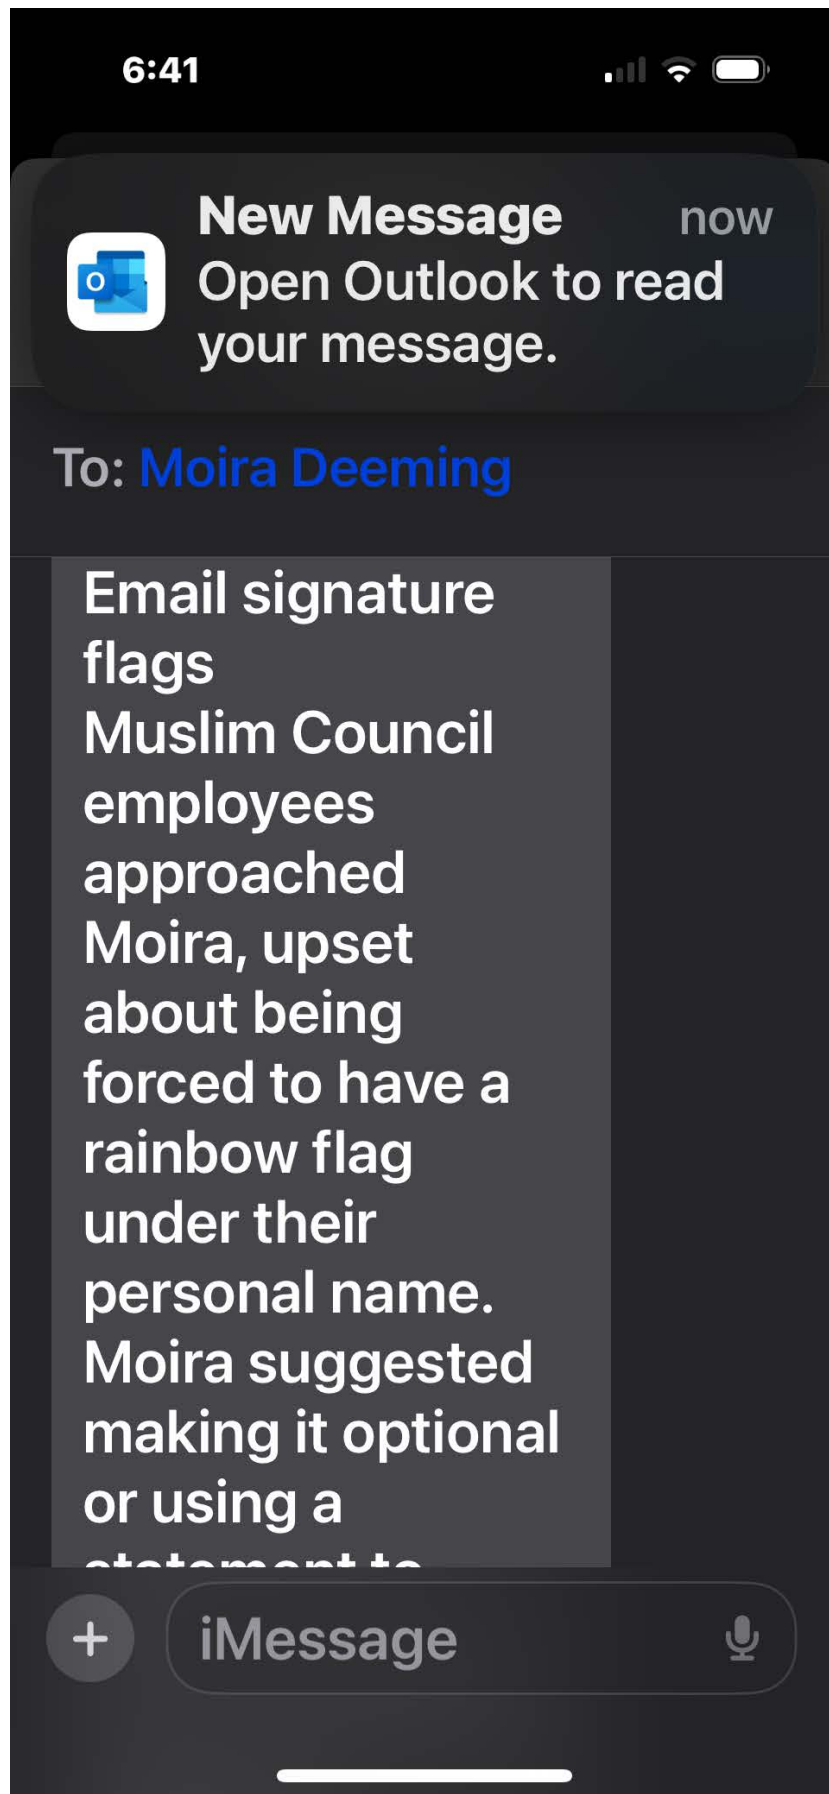 6:41
New Message now
Open Outlook to read
your message.
To: Moira Deeming
Email signature
flags
Muslim Council
employees
approached
Moira, upset
about being
forced to have a
rainbow flag
under their
personal name.
Moira suggested
making it optional
or using a
statement to
iMessage